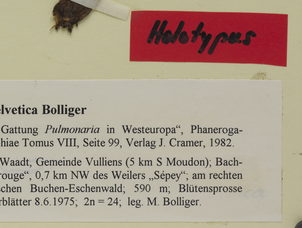 Holotypus
elvetica Bolliger
Gattung Pulmonaria in Westeuropa“, Phaneroga-
hiae Tomus VIII, Seite 99, Verlag J. Cramer, 1982.
Waadt, Gemeinde Vulliens (5 km S Moudon); Bach-
rouge“, 0,7 km NW des Weilers „Sépey“; am rechten
schen Buchen-Eschenwald; 590 m; Blütensprosse
rblätter 8.6.1975; 2n = 24; leg. M. Bolliger.